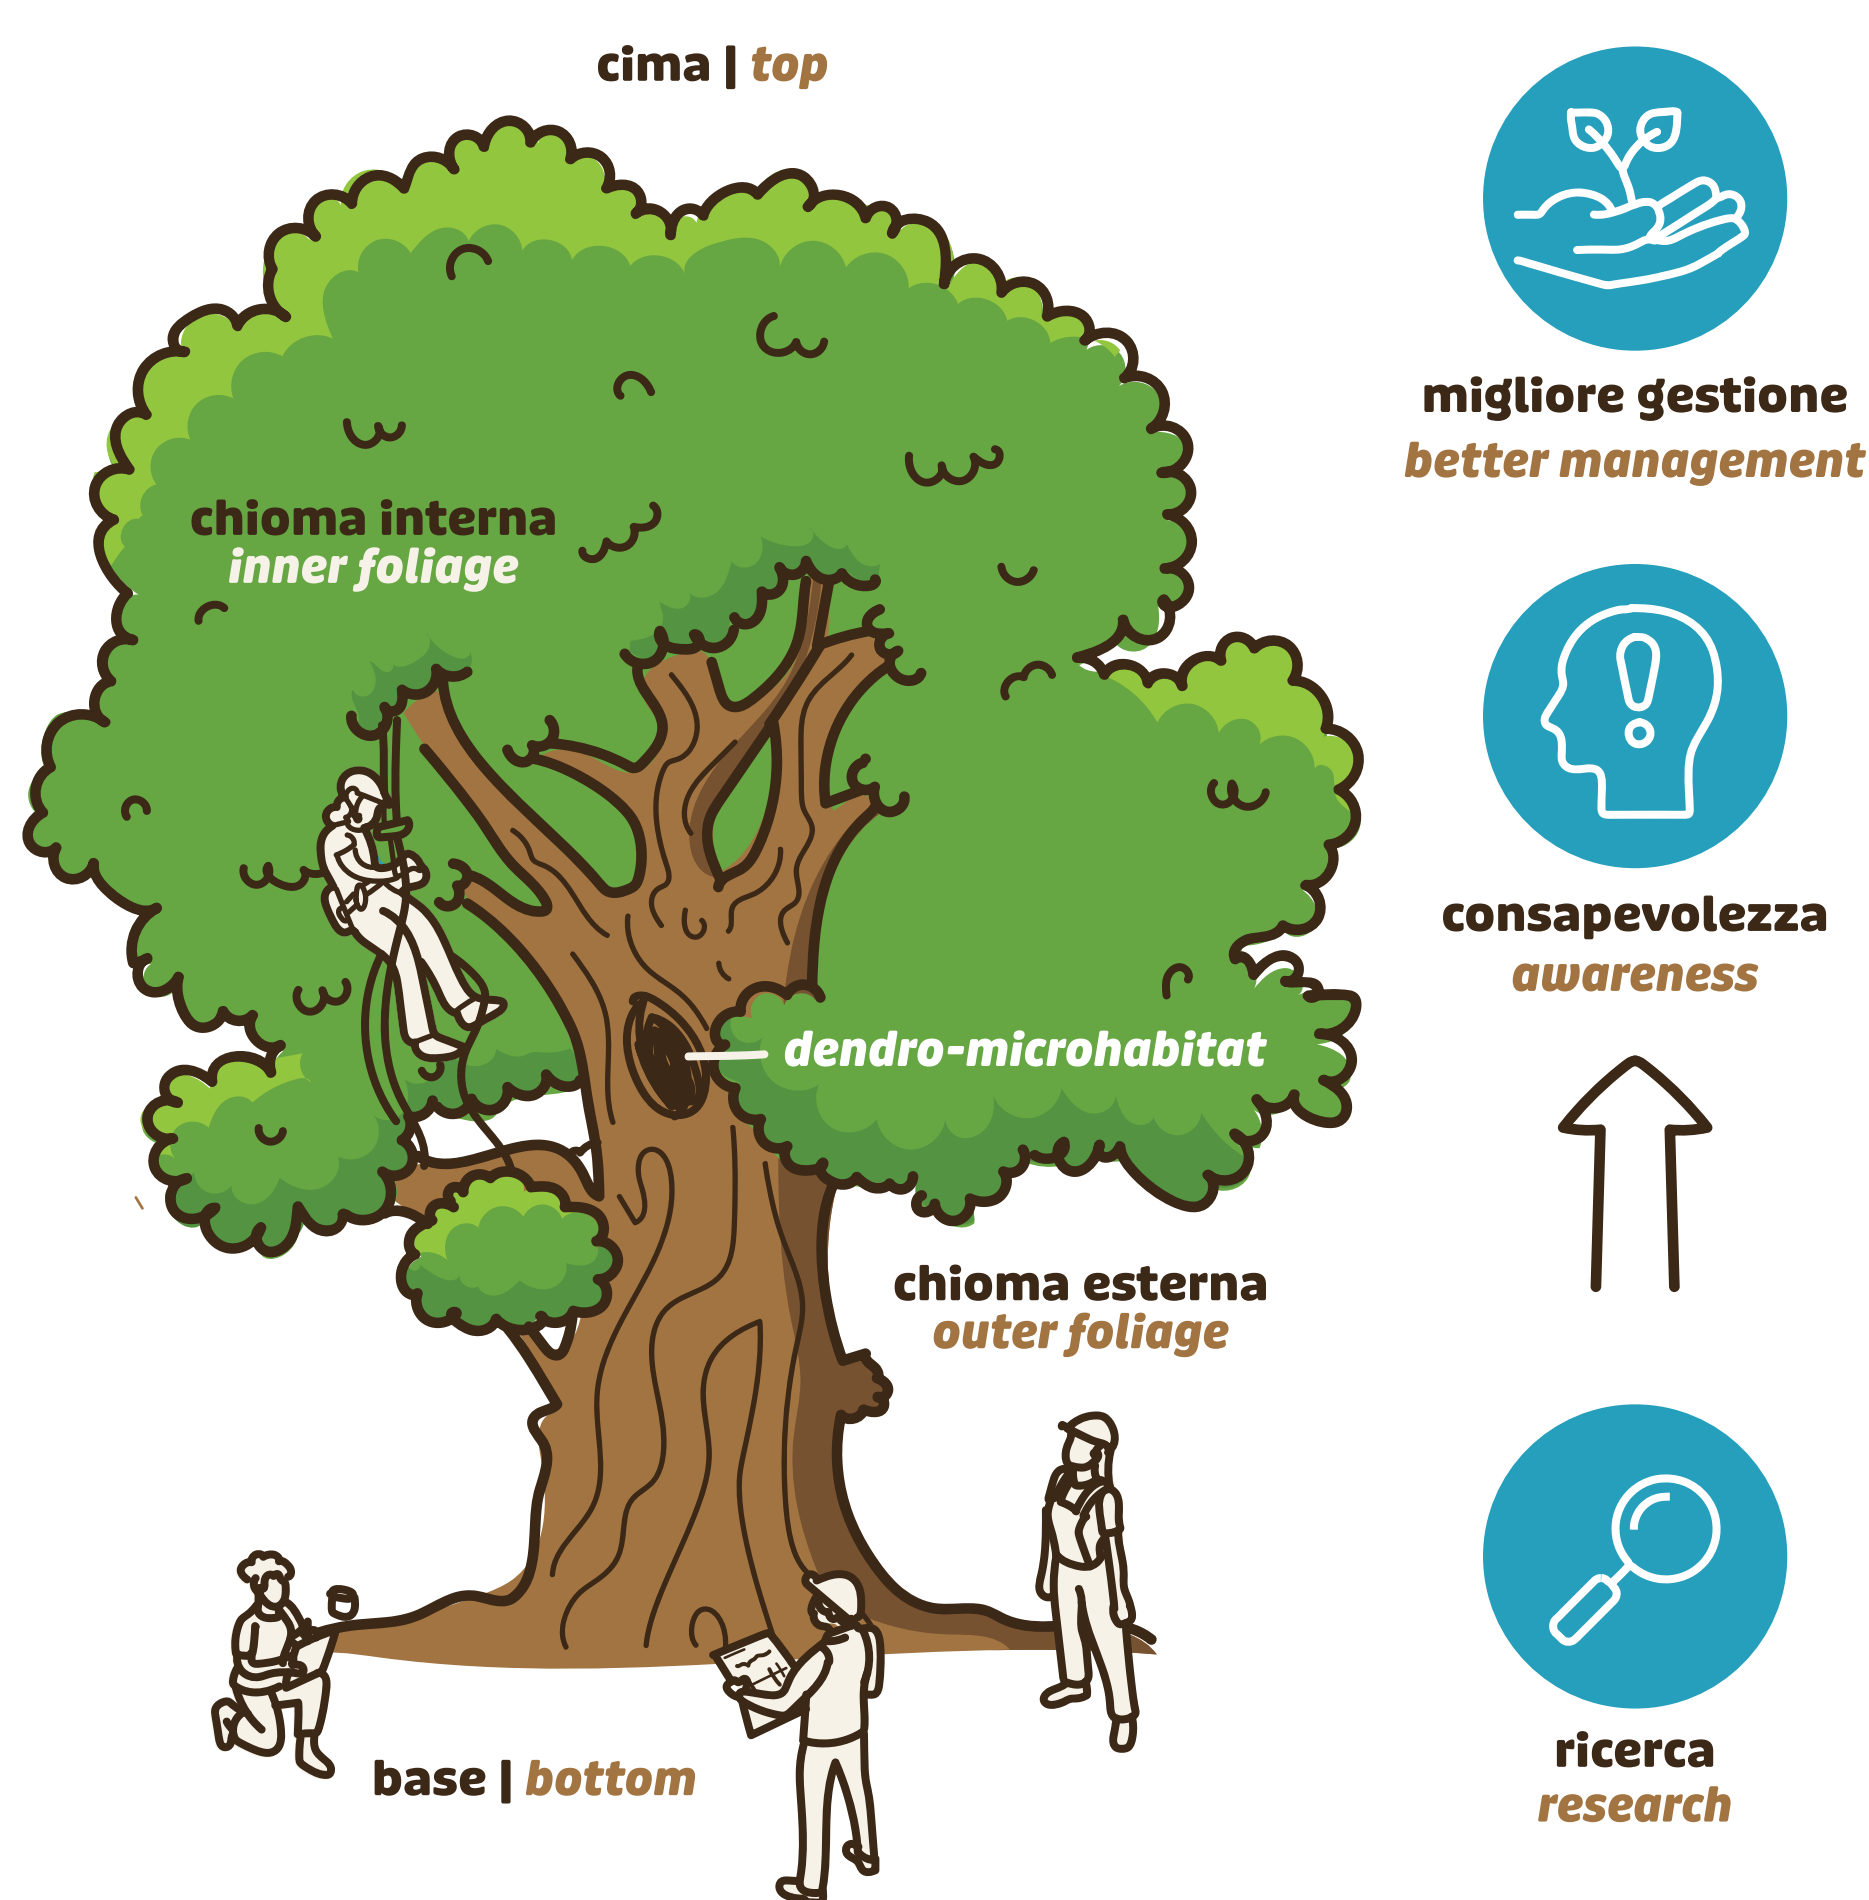 cima | top
chioma interna
inner foliage
dendro-microhabitat
chioma esterna
outer foliage
base | bottom
migliore gestione
better management
consapevolezza
awareness
ricerca
research